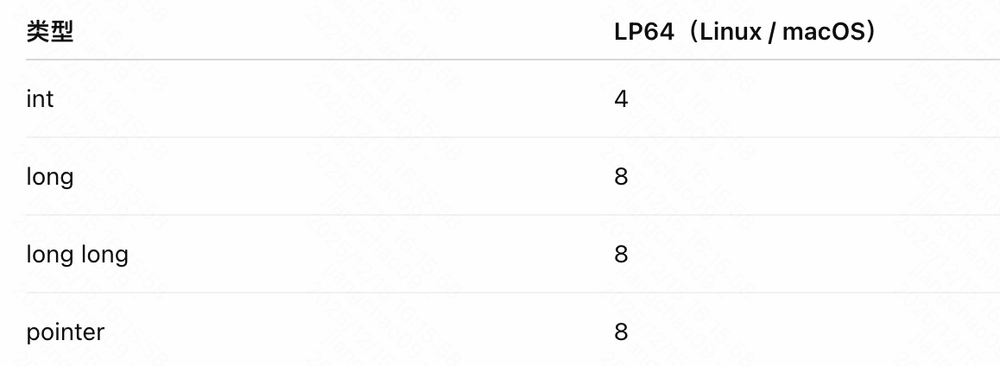 类型 LP64（Linux / macOS）
int 4
long 8
long long 8
pointer 8